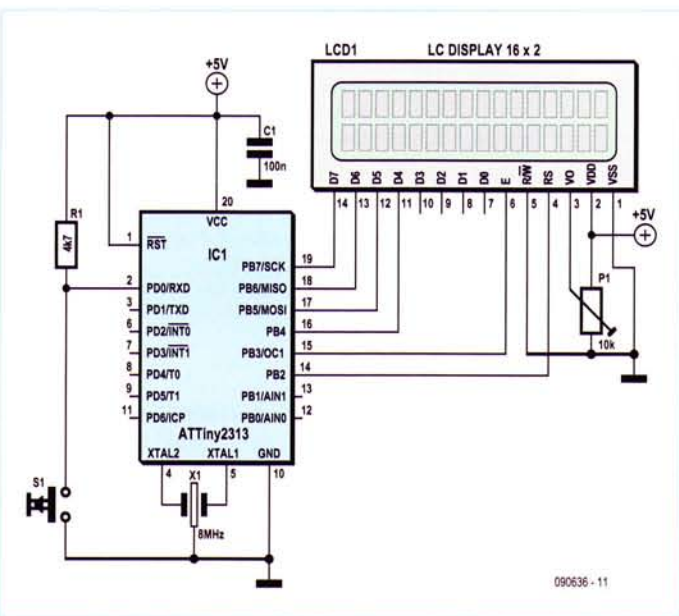 LCD1 LC DISPLAY 16 x 2
+5V
C1
100n
D7 D6 D5 D4 D3 D2 D1 D0 E R/W RS VO VDD VSS
14 13 12 11 10 9 8 7 6 5 4 3 2 1
R1
4k7
20
VCC
+5V
1 RST
IC1
PB7/SCK 19
2 PD0/RXD PB6/MISO 18
3 PD1/TXD PB5/MOSI 17
6 PD2/INT0 PB4 16
7 PD3/INT1 PB3/OC1 15
8 PD4/T0 PB2 14
9 PD5/T1 PB1/AIN1 13
11 PD6/ICP PB0/AIN0 12
P1
10k
ATTiny2313
XTAL2 XTAL1 GND
4 5 10
S1
X1
8MHz
090636 - 11